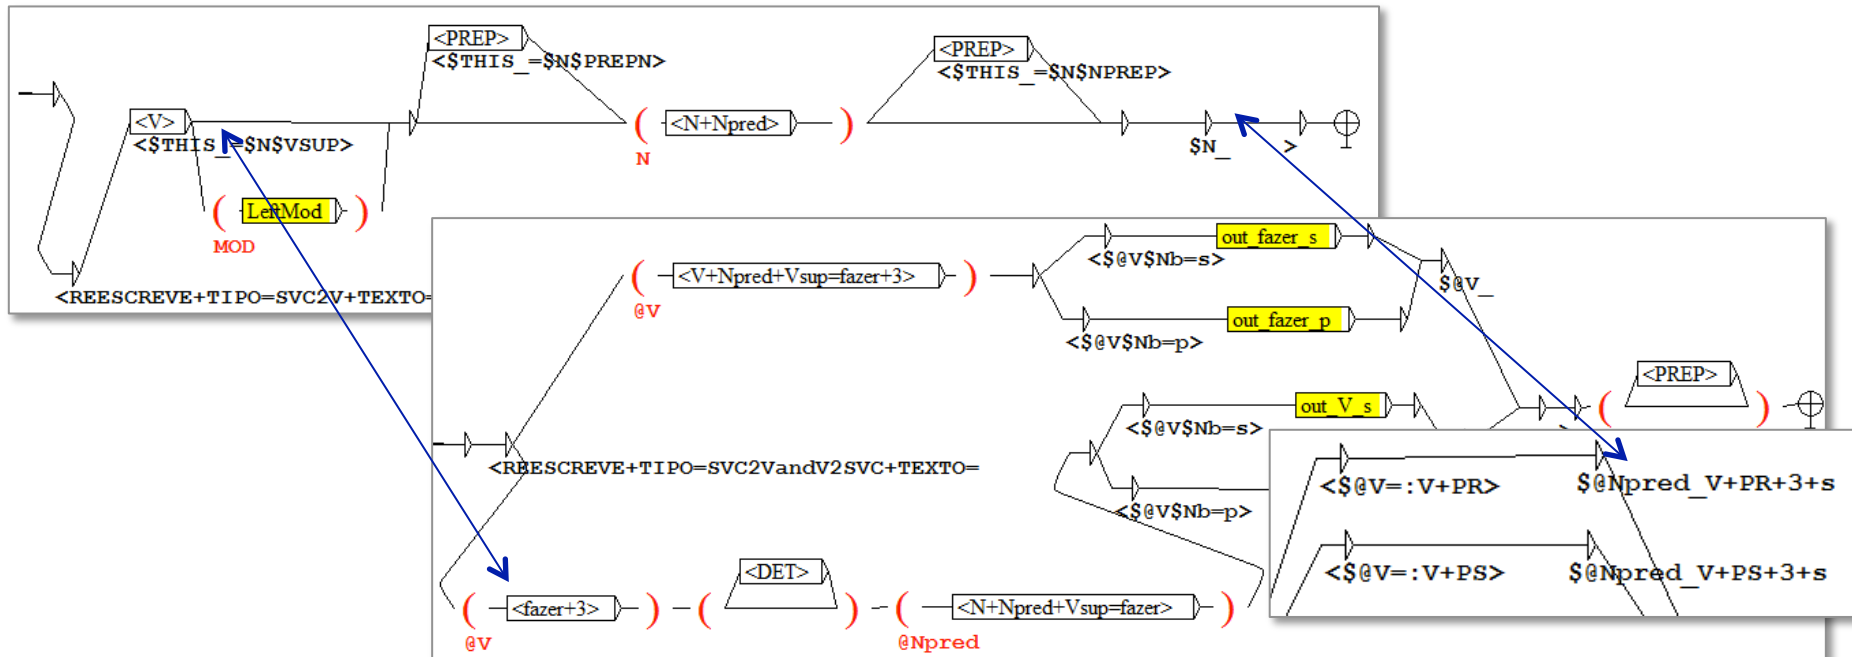 <PREP>
<$THIS_=$N$PREPN>
<PREP>
<$THIS_=$N$NPREP>
<V>
<$THIS_=$N$VSUP>
( <N+Npred> )
N
$N_ >
( LeftMod )
MOD
<REESCREVE+TIPO=SVC2V+TEXTO=
( <V+Npred+Vsup=fazer+3> )
@V
out_fazer_s
<$@V$Nb=s>
$@V_
out_fazer_p
<$@V$Nb=p>
<PREP>
( )
out_V_s
<$@V$Nb=s>
<REESCREVE+TIPO=SVC2VandV2SVC+TEXTO=
<$@V$Nb=p>
<$@V=:V+PR> $@Npred_V+PR+3+s
<$@V=:V+PS> $@Npred_V+PS+3+s
<DET>
( <fazer+3> ) ( ) ( <N+Npred+Vsup=fazer> )
@V @Npred